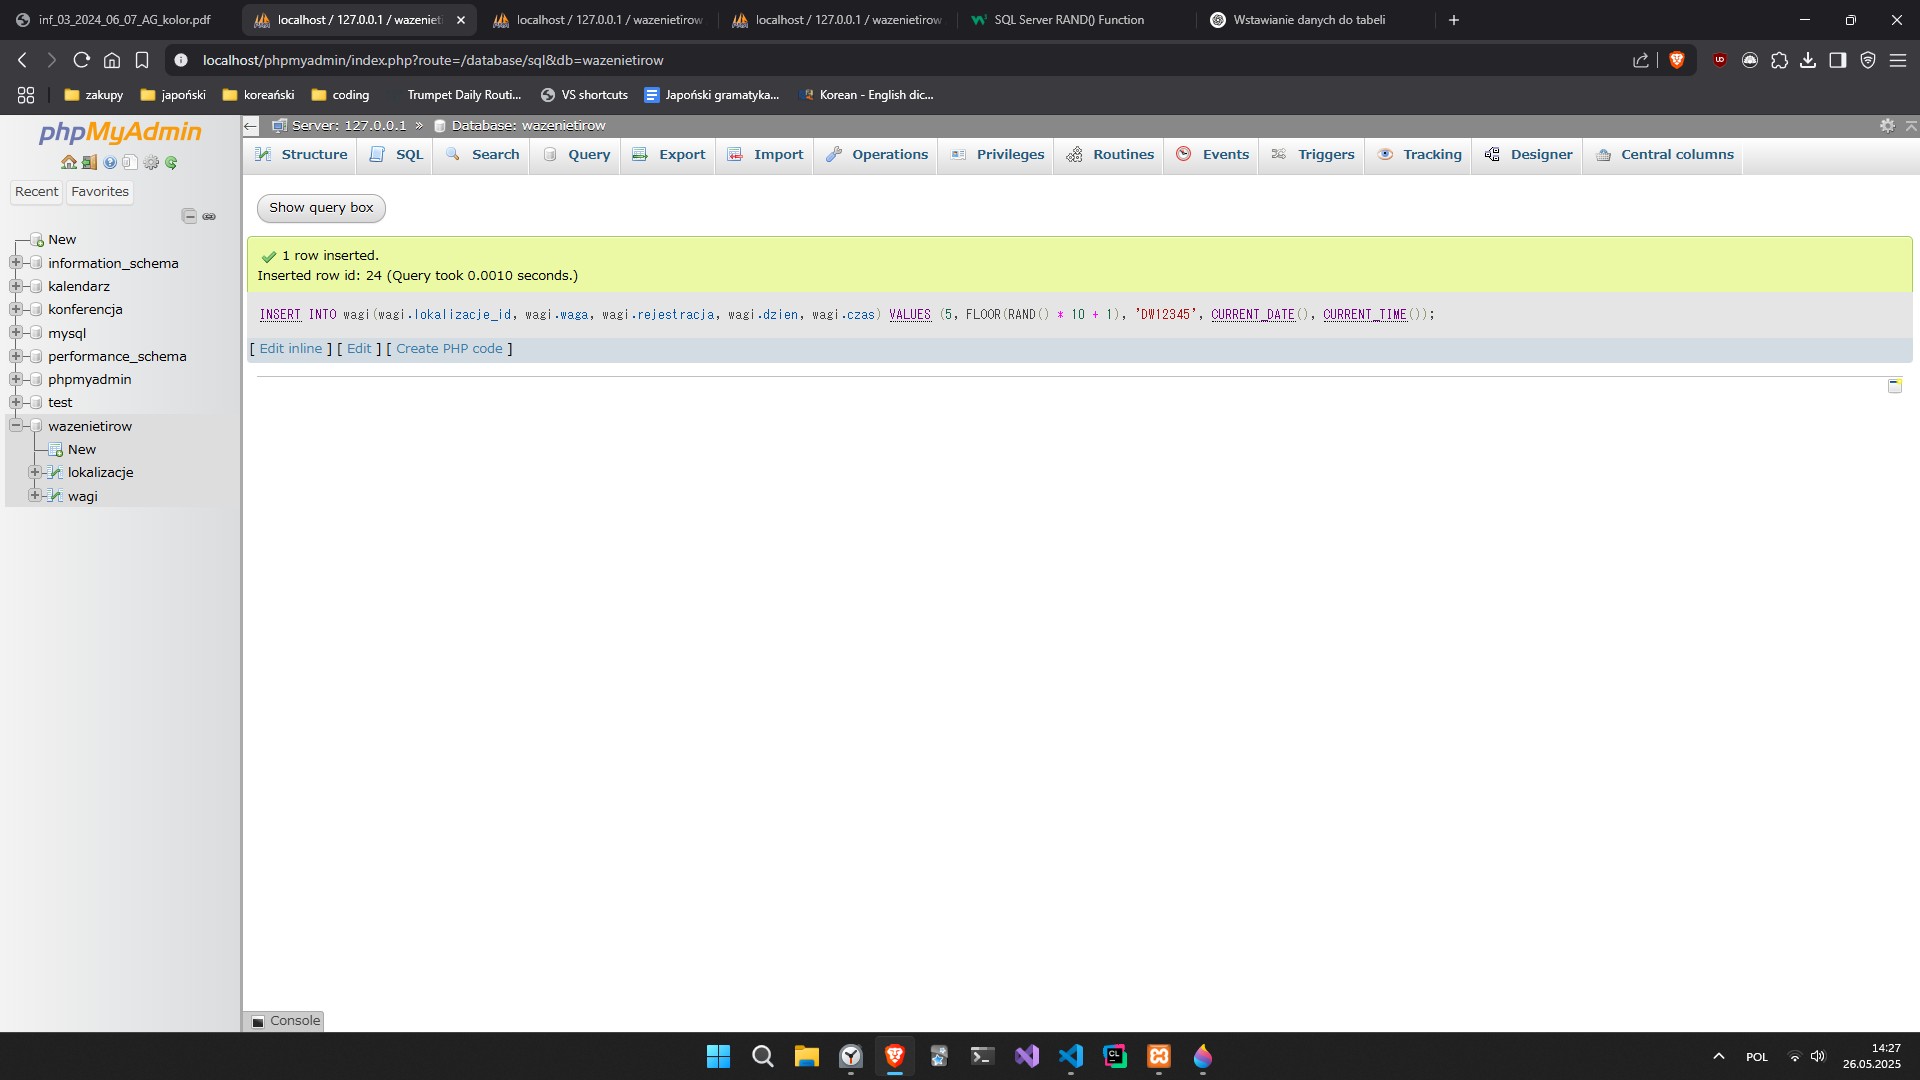 inf_03_2024_06_07_AG_kolor.pdf
localhost / 127.0.0.1 / wazenieti
localhost / 127.0.0.1 / wazenietirow
localhost / 127.0.0.1 / wazenietirow
SQL Server RAND() Function
Wstawianie danych do tabeli
localhost/phpmyadmin/index.php?route=/database/sql&db=wazenietirow
zakupy
japoński
koreański
coding
Trumpet Daily Routi...
VS shortcuts
Japoński gramatyka...
Korean - English dic...
phpMyAdmin
Recent
Favorites
New
information_schema
kalendarz
konferencja
mysql
performance_schema
phpmyadmin
test
wazenietirow
New
lokalizacje
wagi
Server: 127.0.0.1 » Database: wazenietirow
Structure
SQL
Search
Query
Export
Import
Operations
Privileges
Routines
Events
Triggers
Tracking
Designer
Central columns
Show query box
1 row inserted.
Inserted row id: 24 (Query took 0.0010 seconds.)
INSERT INTO wagi(wagi.lokalizacje_id, wagi.waga, wagi.rejestracja, wagi.dzien, wagi.czas) VALUES (5, FLOOR(RAND() * 10 + 1), 'DW12345', CURRENT_DATE(), CURRENT_TIME());
[ Edit inline ] [ Edit ] [ Create PHP code ]
Console
POL
14:27
26.05.2025